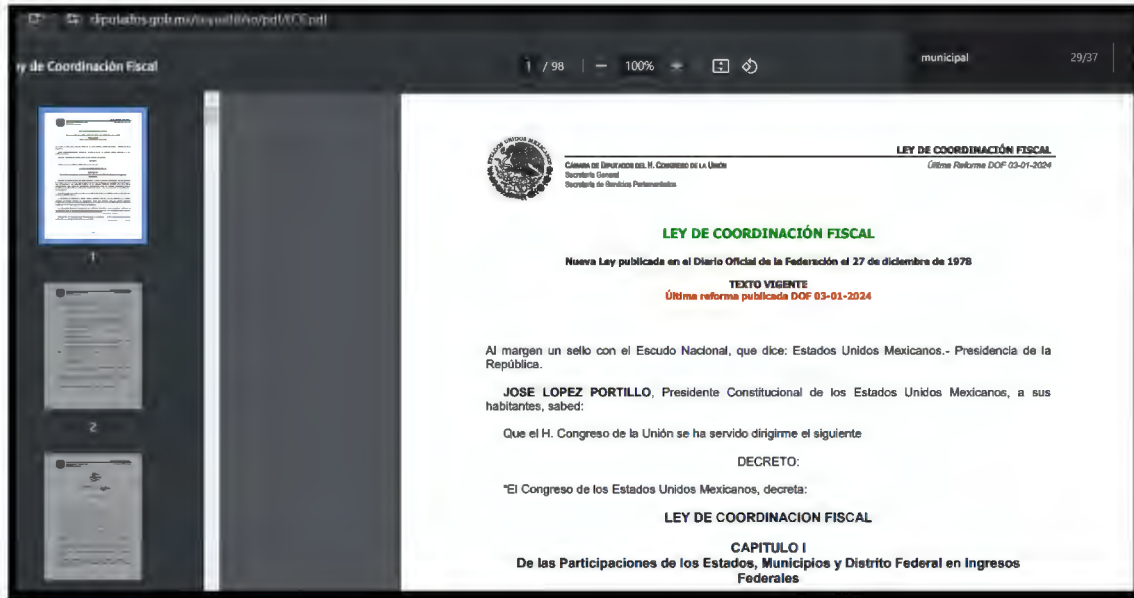 diputados.gob.mx/
y de Coordinación Fiscal
1 / 98 | — 100% +
municipal 29/37
ESTADOS UNIDOS MEXICANOS
CÁMARA DE DIPUTADOS DEL H. CONGRESO DE LA UNIÓN
Secretaría General
Secretaría de Servicios Parlamentarios
LEY DE COORDINACIÓN FISCAL
Última Reforma DOF 03-01-2024
LEY DE COORDINACIÓN FISCAL
Nueva Ley publicada en el Diario Oficial de la Federación el 27 de diciembre de 1978
TEXTO VIGENTE
Última reforma publicada DOF 03-01-2024
Al margen un sello con el Escudo Nacional, que dice: Estados Unidos Mexicanos.- Presidencia de la
República.
JOSE LOPEZ PORTILLO, Presidente Constitucional de los Estados Unidos Mexicanos, a sus
habitantes, sabed:
Que el H. Congreso de la Unión se ha servido dirigirme el siguiente
DECRETO:
"El Congreso de los Estados Unidos Mexicanos, decreta:
LEY DE COORDINACION FISCAL
CAPITULO I
De las Participaciones de los Estados, Municipios y Distrito Federal en Ingresos
Federales
1
2